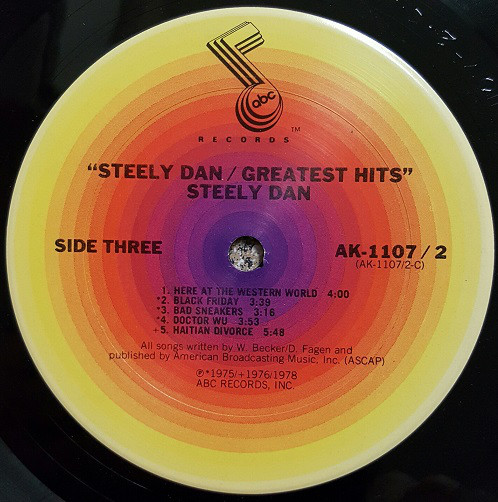 abc
RECORDS
TM
"STEELY DAN / GREATEST HITS"
STEELY DAN
SIDE THREE
AK-1107 / 2
(AK-1107/2-C)
1. HERE AT THE WESTERN WORLD 4:00
*2. BLACK FRIDAY 3:39
*3. BAD SNEAKERS 3:16
*4. DOCTOR WU 3:53
+5. HAITIAN DIVORCE 5:48
All songs written by W. Becker/D. Fagen and
published by American Broadcasting Music, Inc. (ASCAP)
℗*1975/+1976/1978
ABC RECORDS, INC.